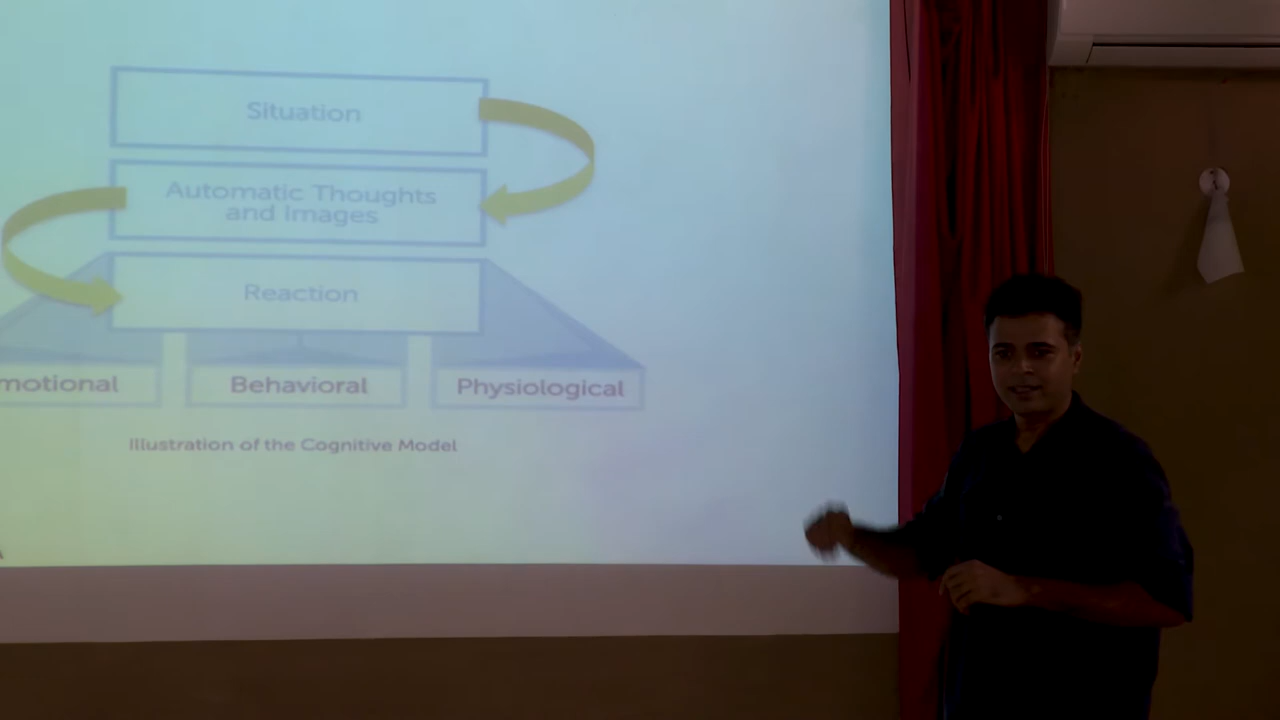 Situation
Automatic Thoughts
and Images
Reaction
motional
Behavioral
Physiological
Illustration of the Cognitive Model